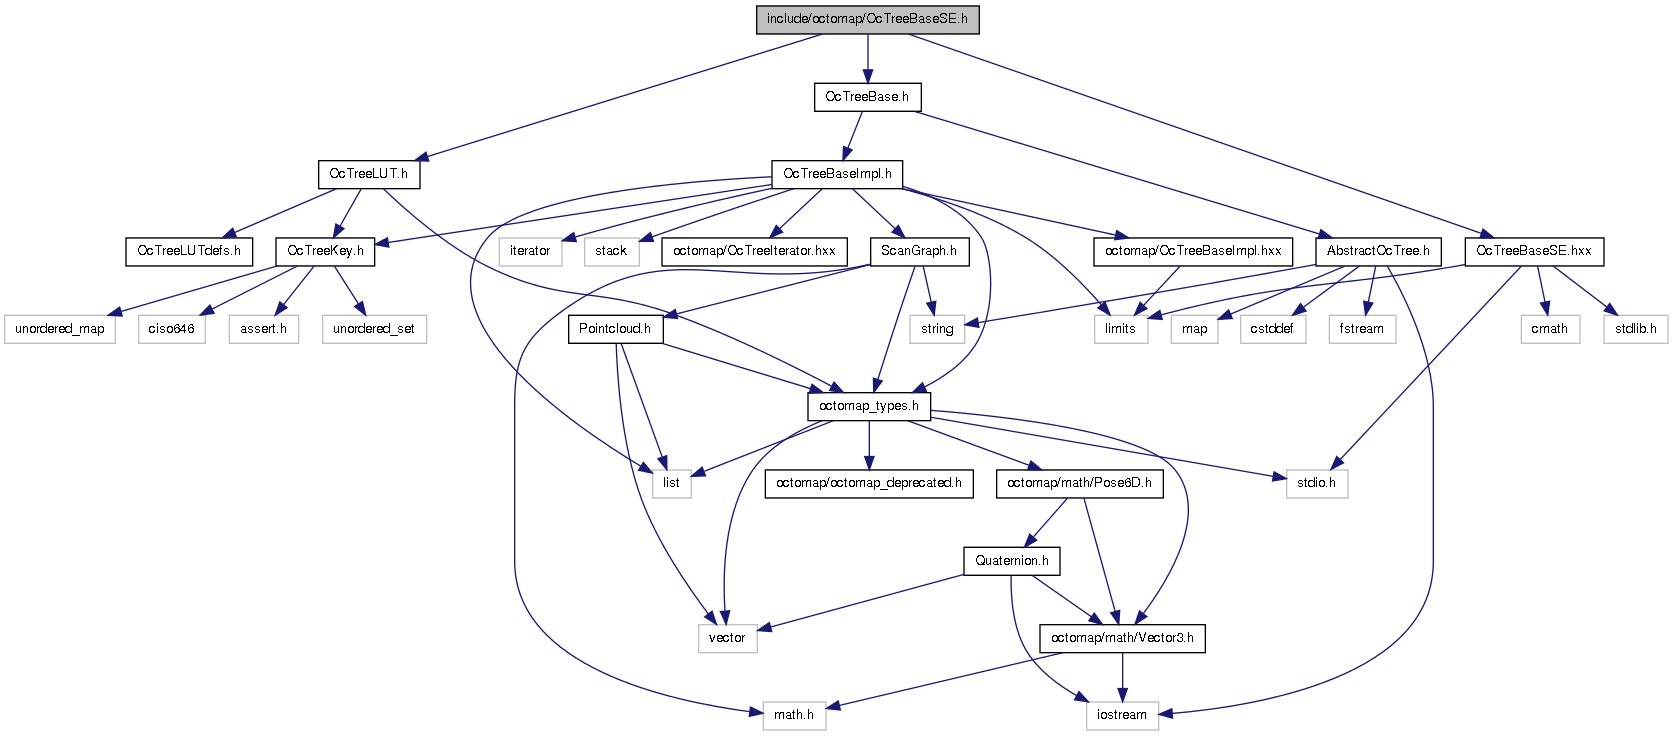 include/octomap/OcTreeBaseSE.h
OcTreeBase.h
OcTreeLUT.h
OcTreeBaseImpl.h
OcTreeLUTdefs.h
OcTreeKey.h
iterator
stack
octomap/OcTreeIterator.hxx
ScanGraph.h
octomap/OcTreeBaseImpl.hxx
AbstractOcTree.h
OcTreeBaseSE.hxx
unordered_map
ciso646
assert.h
unordered_set
Pointcloud.h
string
limits
map
cstddef
fstream
cmath
stdlib.h
octomap_types.h
list
octomap/octomap_deprecated.h
octomap/math/Pose6D.h
stdio.h
Quaternion.h
vector
octomap/math/Vector3.h
math.h
iostream